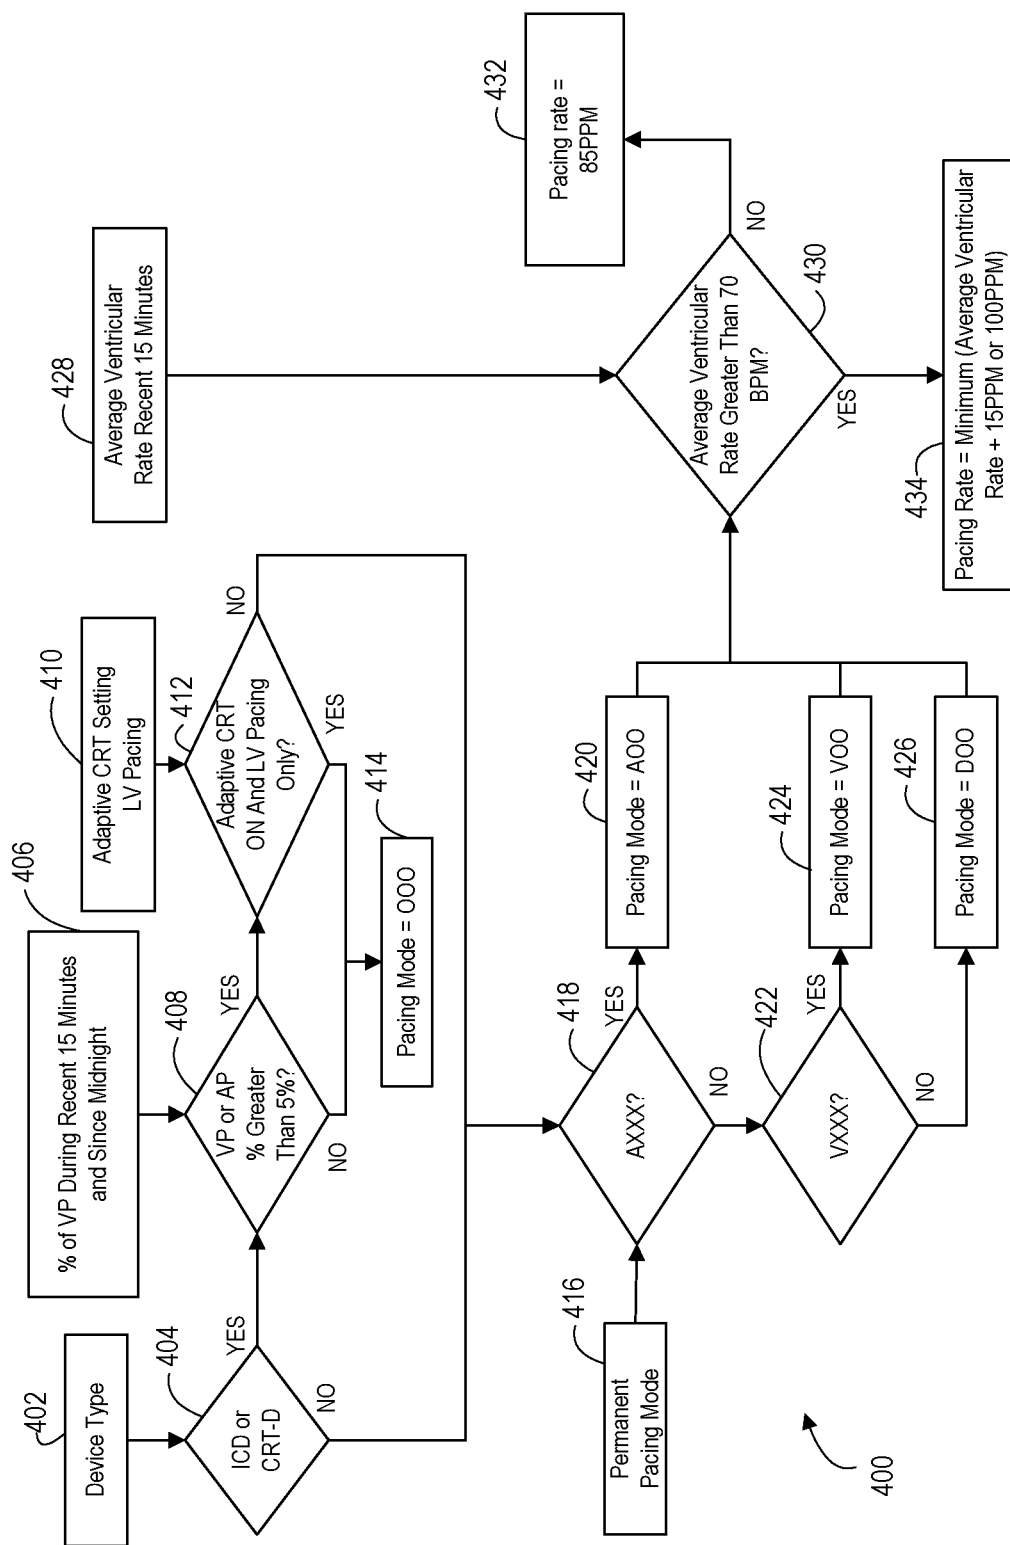 402
Device Type
404
ICD or
CRT-D
YES
NO
406
% of VP During Recent 15 Minutes
and Since Midnight
408
VP or AP
% Greater
Than 5%?
YES
NO
410
Adaptive CRT Setting
LV Pacing
412
Adaptive CRT
ON And LV Pacing
Only?
NO
YES
414
Pacing Mode = OOO
416
Permanent
Pacing Mode
418
AXXX?
YES
NO
420
Pacing Mode = AOO
422
VXXX?
YES
NO
424
Pacing Mode = VOO
426
Pacing Mode = DOO
428
Average Ventricular
Rate Recent 15 Minutes
430
Average Ventricular
Rate Greater Than 70
BPM?
NO
YES
432
Pacing rate =
85PPM
434
Pacing Rate = Minimum (Average Ventricular
Rate + 15PPM or 100PPM)
400